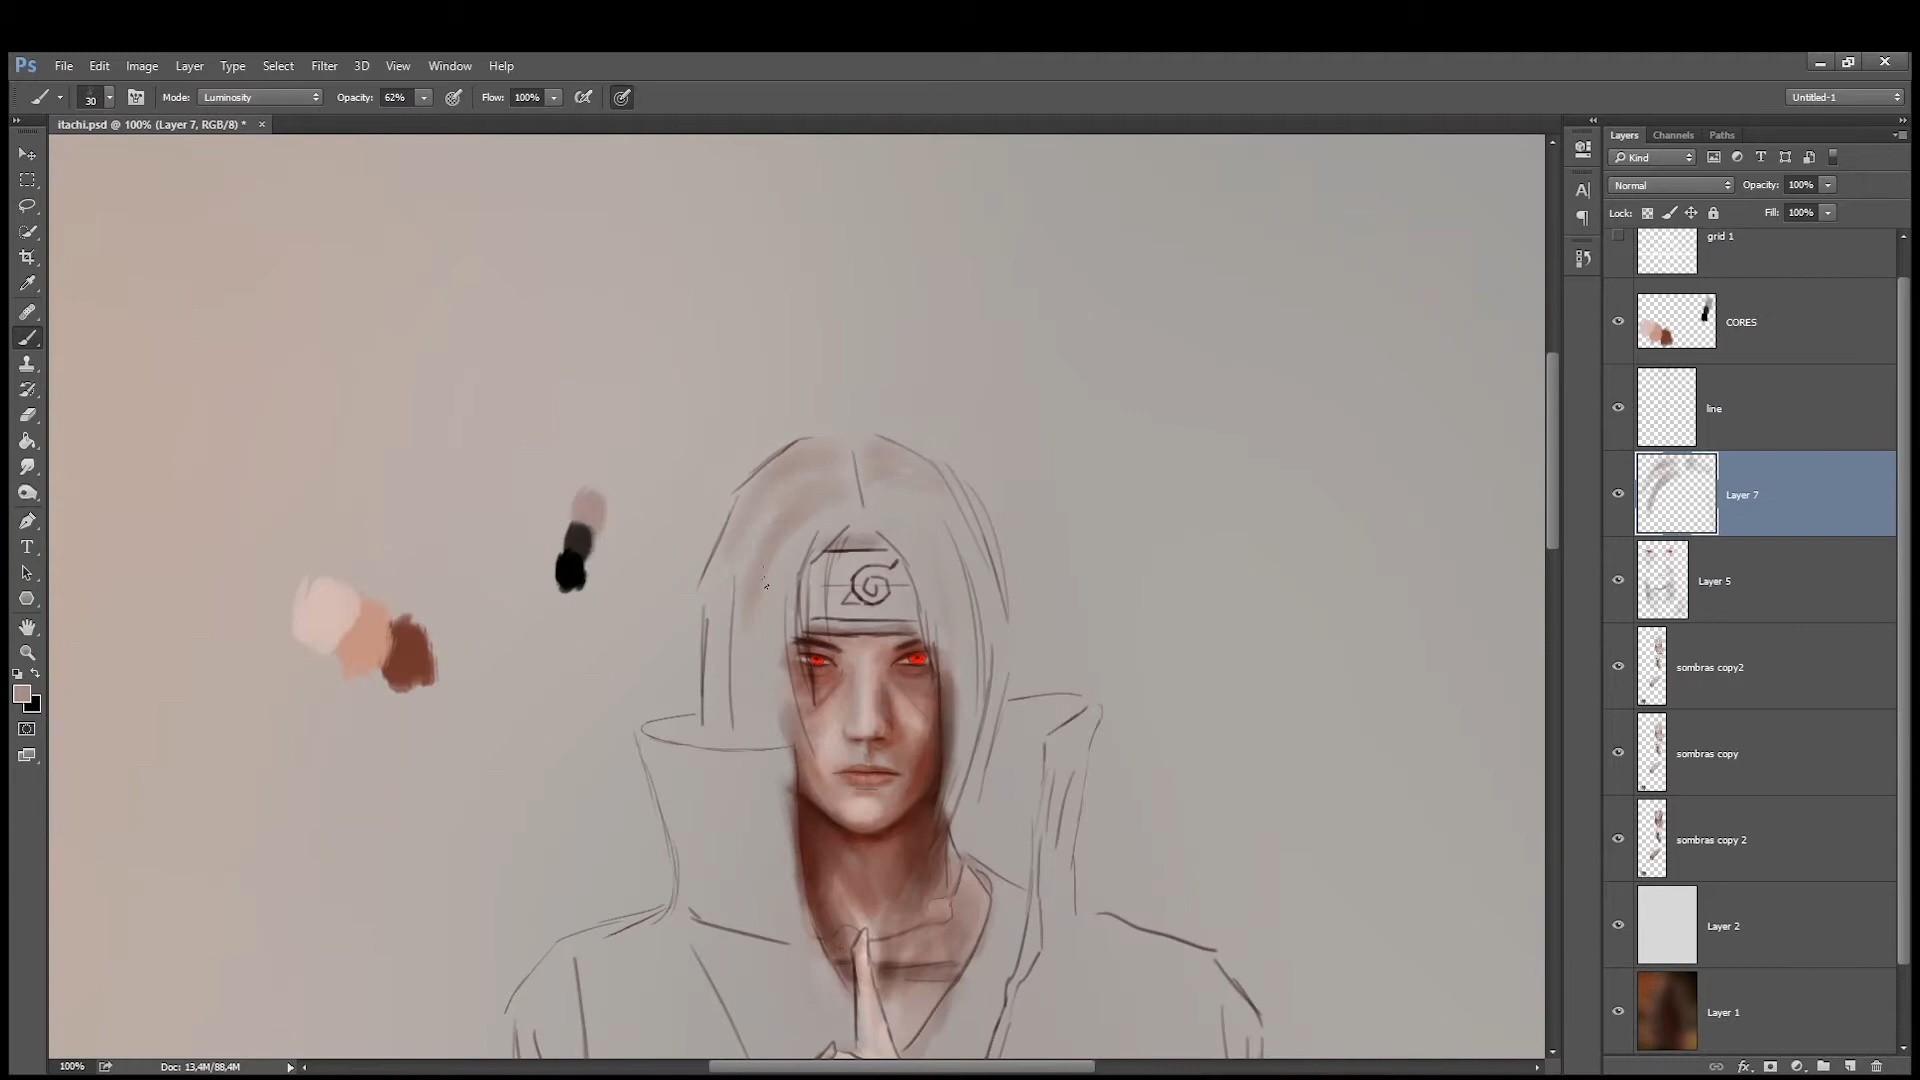 Ps File Edit Image Layer Type Select Filter 3D View Window Help
30 Mode: Luminosity Opacity: 62% Flow: 100% Untitled-1
itachi.psd @ 100% (Layer 7, RGB/8) *
Layers Channels Paths
Kind
Normal Opacity: 100%
Lock: Fill: 100%
grid 1
CORES
line
Layer 7
Layer 5
sombras copy2
sombras copy
sombras copy 2
Layer 2
Layer 1
100% Doc: 13,4M/88,4M